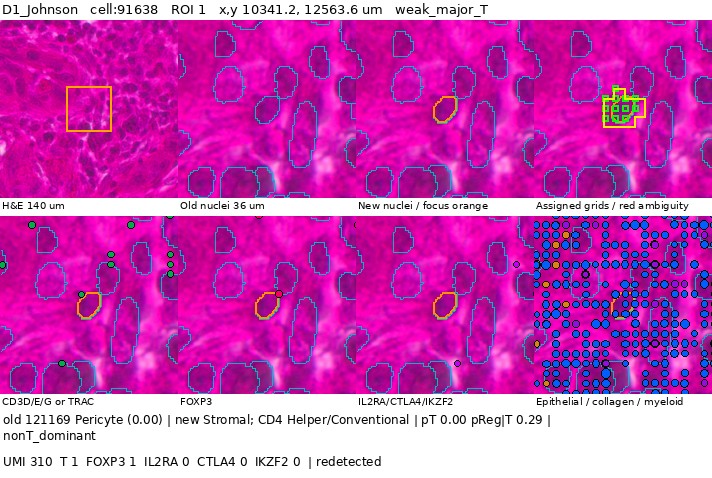 D1_Johnson   cell:91638   ROI 1   x,y 10341.2, 12563.6 um   weak_major_T
H&E 140 um
Old nuclei 36 um
New nuclei / focus orange
Assigned grids / red ambiguity
CD3D/E/G or TRAC
FOXP3
IL2RA/CTLA4/IKZF2
Epithelial / collagen / myeloid
old 121169 Pericyte (0.00) | new Stromal; CD4 Helper/Conventional | pT 0.00 pReg|T 0.29 |
nonT_dominant
UMI 310  T 1  FOXP3 1  IL2RA 0  CTLA4 0  IKZF2 0  | redetected